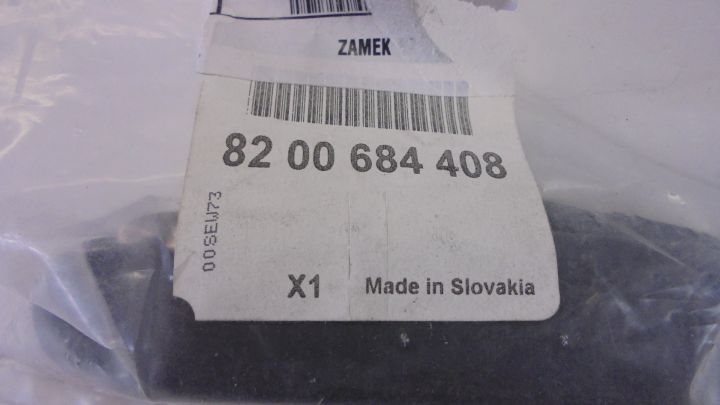 ZAMEK
82 00 684 408
00SEW73
X1
Made in Slovakia